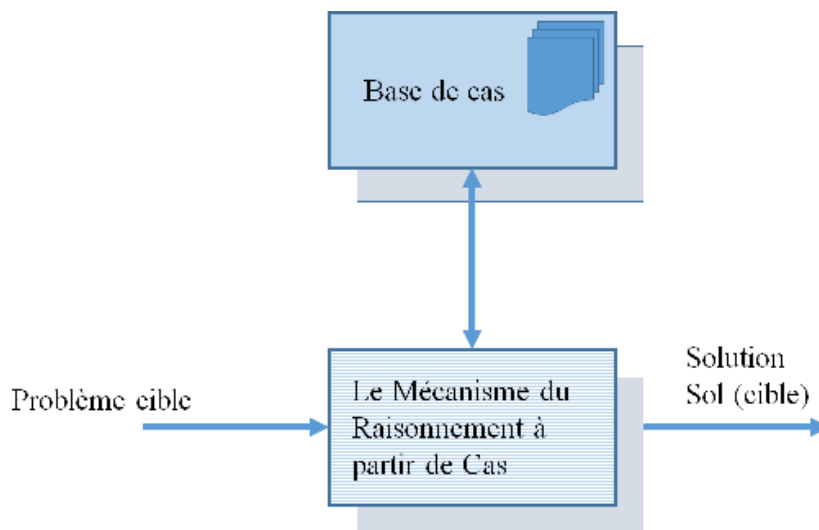 Base de cas
Problème cible
Le Mécanisme du
Raisonnement à
partir de Cas
Solution
Sol (cible)